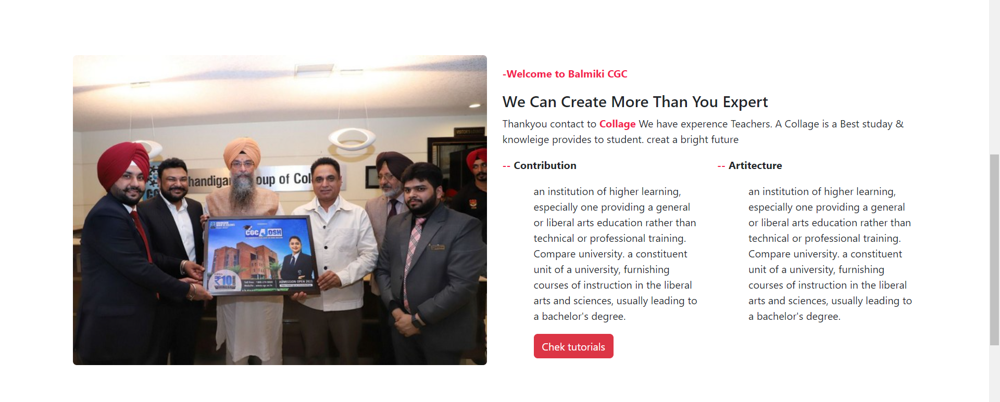 -Welcome to Balmiki CGC
We Can Create More Than You Expert
Thankyou contact to Collage We have experence Teachers. A Collage is a Best studay &
knowleige provides to student. creat a bright future
-- Contribution
an institution of higher learning,
especially one providing a general
or liberal arts education rather than
technical or professional training.
Compare university. a constituent
unit of a university, furnishing
courses of instruction in the liberal
arts and sciences, usually leading to
a bachelor's degree.
Chek tutorials
-- Artitecture
an institution of higher learning,
especially one providing a general
or liberal arts education rather than
technical or professional training.
Compare university. a constituent
unit of a university, furnishing
courses of instruction in the liberal
arts and sciences, usually leading to
a bachelor's degree.
VISITOR'S LOUNGE
handigar oup of Col
CGC JOSH
₹10
ADMISSION OPEN 2023